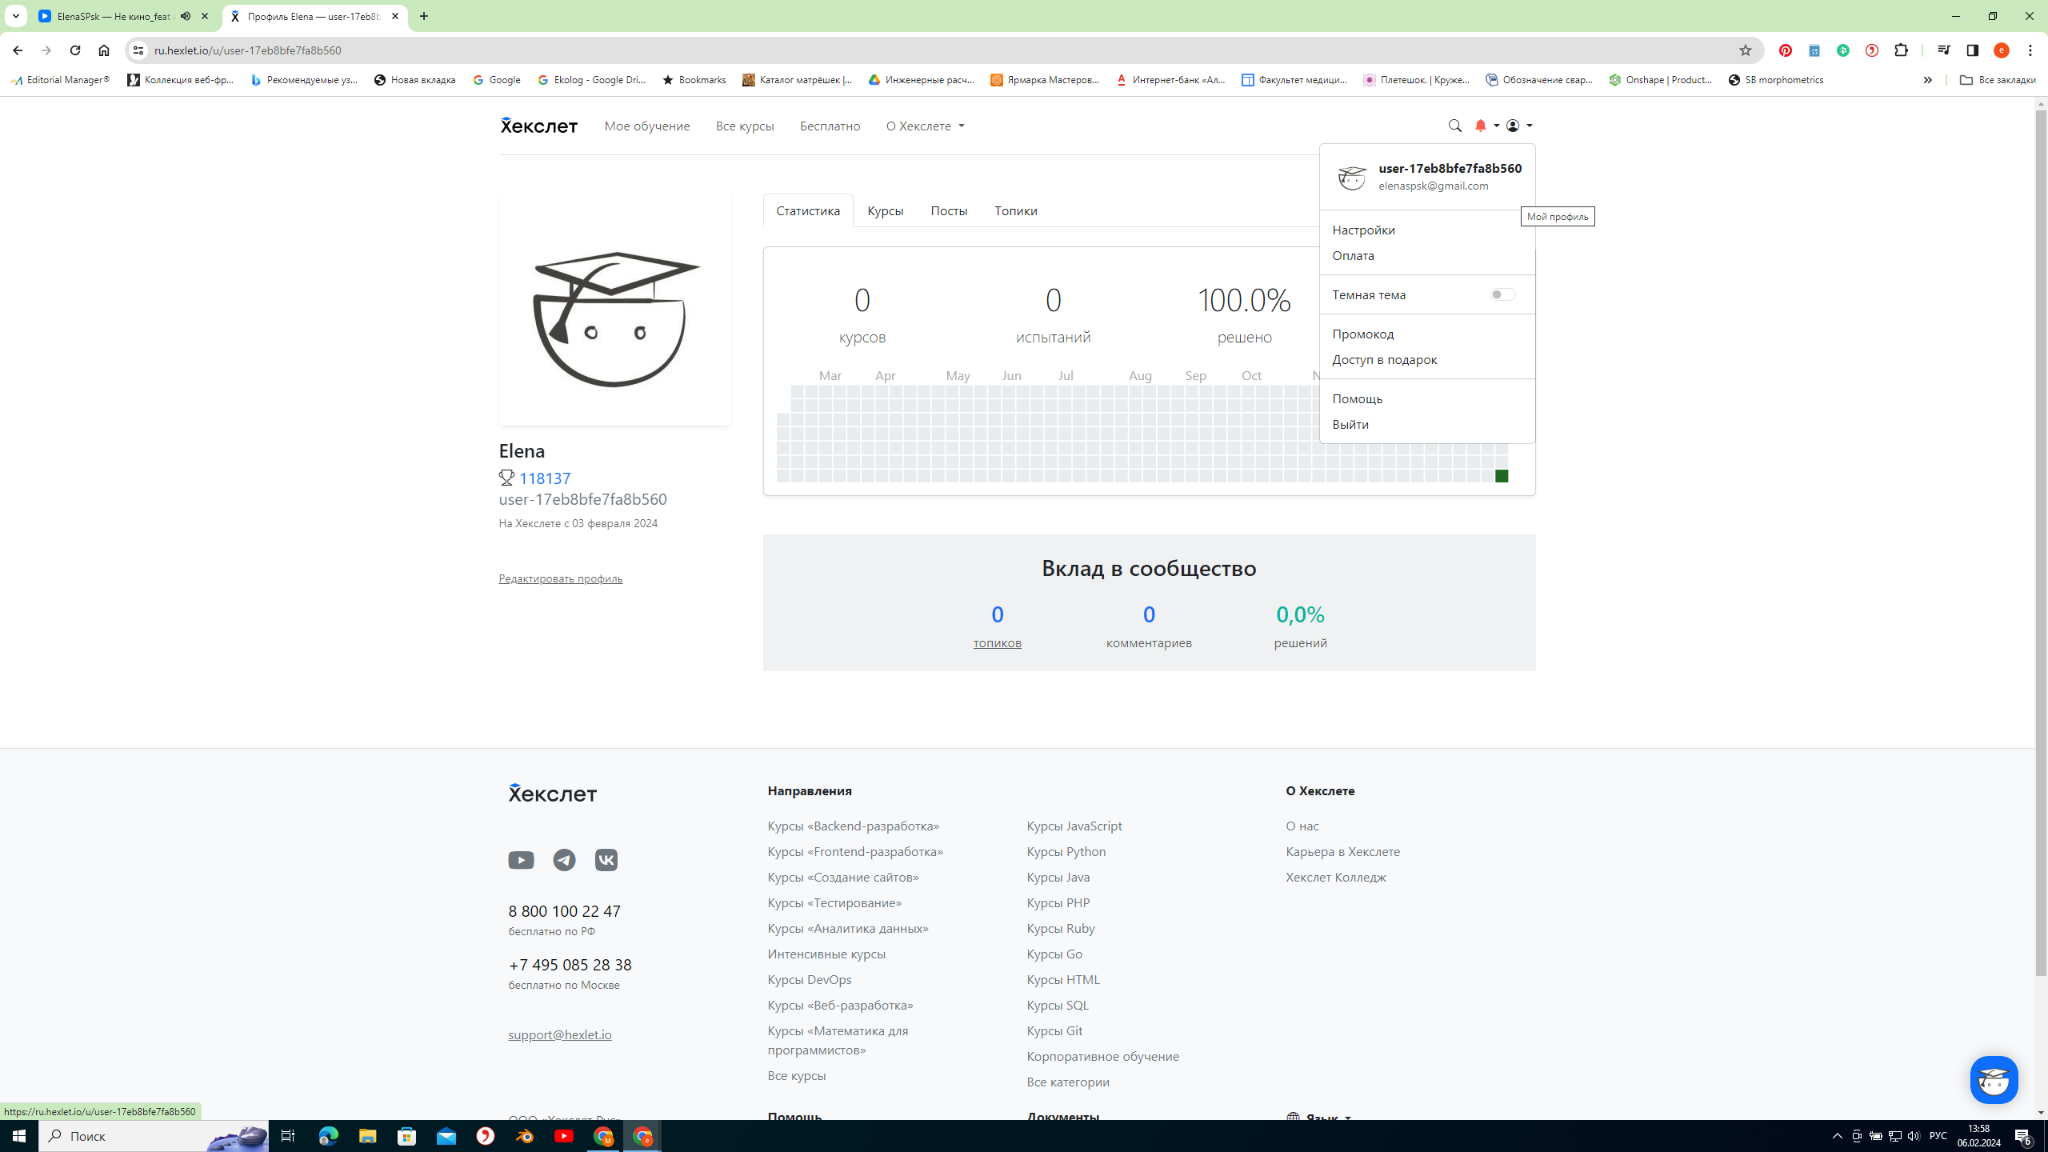 ElenaSPsk — Не кино_feat
Профиль Elena — user-17eb8b
ru.hexlet.io/u/user-17eb8bfe7fa8b560
Editorial Manager®
Коллекция веб-фр...
Рекомендуемые уз...
Новая вкладка
Google
Ekolog - Google Dri...
Bookmarks
Каталог матрёшек |...
Инженерные расч...
Ярмарка Мастеров...
Интернет-банк «Ал...
Факультет медици...
Плетешок. | Круже...
Обозначение свар...
Onshape | Product...
SB morphometrics
»
Все закладки
Хекслет
Мое обучение
Все курсы
Бесплатно
О Хекслете
user-17eb8bfe7fa8b560
elenaspsk@gmail.com
Мой профиль
Настройки
Оплата
Темная тема
Промокод
Доступ в подарок
Помощь
Выйти
Статистика
Курсы
Посты
Топики
0
курсов
0
испытаний
100.0%
решено
Mar Apr May Jun Jul Aug Sep Oct N
Elena
118137
user-17eb8bfe7fa8b560
На Хекслете с 03 февраля 2024
Редактировать профиль
Вклад в сообщество
0
топиков
0
комментариев
0,0%
решений
Хекслет
8 800 100 22 47
бесплатно по РФ
+7 495 085 28 38
бесплатно по Москве
support@hexlet.io
ООО «Хекслет Рус»
Направления
Курсы «Backend-разработка»
Курсы «Frontend-разработка»
Курсы «Создание сайтов»
Курсы «Тестирование»
Курсы «Аналитика данных»
Интенсивные курсы
Курсы DevOps
Курсы «Веб-разработка»
Курсы «Математика для
программистов»
Все курсы
Помощь
Курсы JavaScript
Курсы Python
Курсы Java
Курсы PHP
Курсы Ruby
Курсы Go
Курсы HTML
Курсы SQL
Курсы Git
Корпоративное обучение
Все категории
Документы
О Хекслете
О нас
Карьера в Хекслете
Хекслет Колледж
Язык
https://ru.hexlet.io/u/user-17eb8bfe7fa8b560
Поиск
РУС
13:58
06.02.2024
6